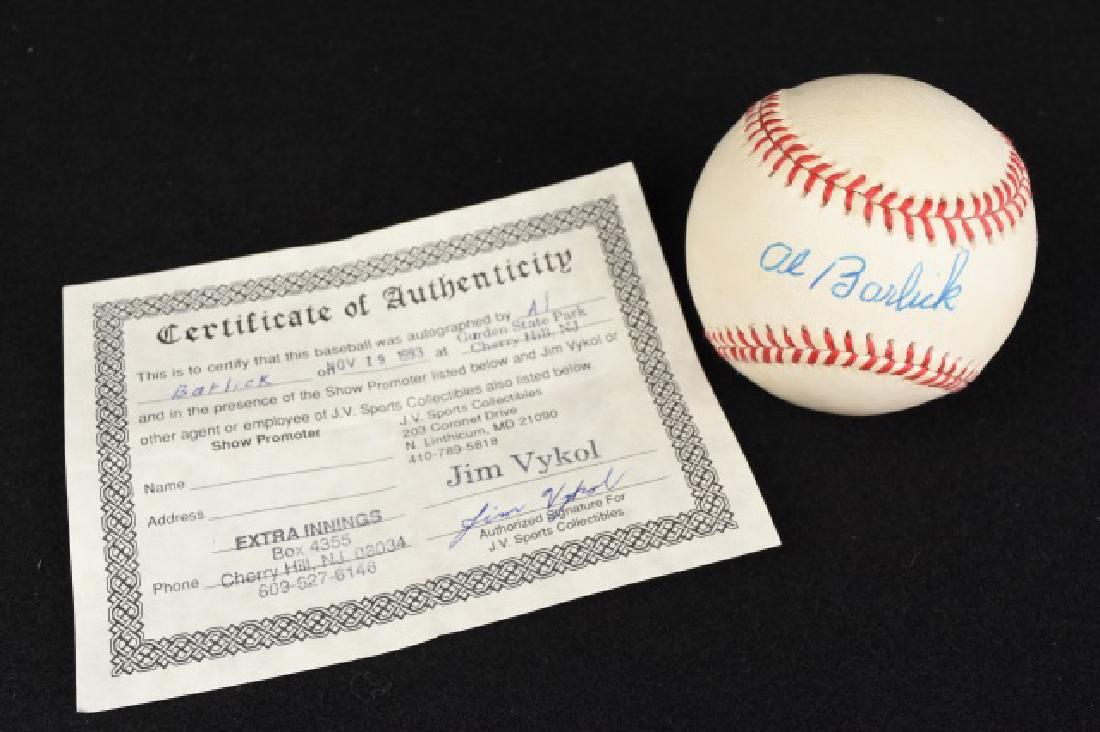 Certificate of Authenticity
This is to certify that this baseball was autographed by Al
Barlick on NOV 19 1993 at Garden State Park
Cherry Hill, NJ
and in the presence of the Show Promoter listed below and Jim Vykol or
other agent or employee of J.V. Sports Collectibles also listed below.
Show Promoter
J.V. Sports Collectibles
203 Coronet Drive
N. Linthicum, MD 21090
410-789-5818
Name
Jim Vykol
Address
Jim Vykol
Authorized Signature For
J.V. Sports Collectibles
EXTRA INNINGS
Box 4355
Phone Cherry Hill, N.J. 08034
609-627-6146
Al Barlick